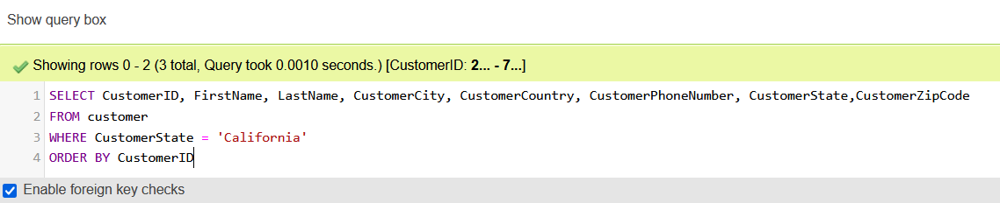 Show query box
Showing rows 0 - 2 (3 total, Query took 0.0010 seconds.) [CustomerID: 2... - 7...]
1 SELECT CustomerID, FirstName, LastName, CustomerCity, CustomerCountry, CustomerPhoneNumber, CustomerState,CustomerZipCode
2 FROM customer
3 WHERE CustomerState = 'California'
4 ORDER BY CustomerID
Enable foreign key checks